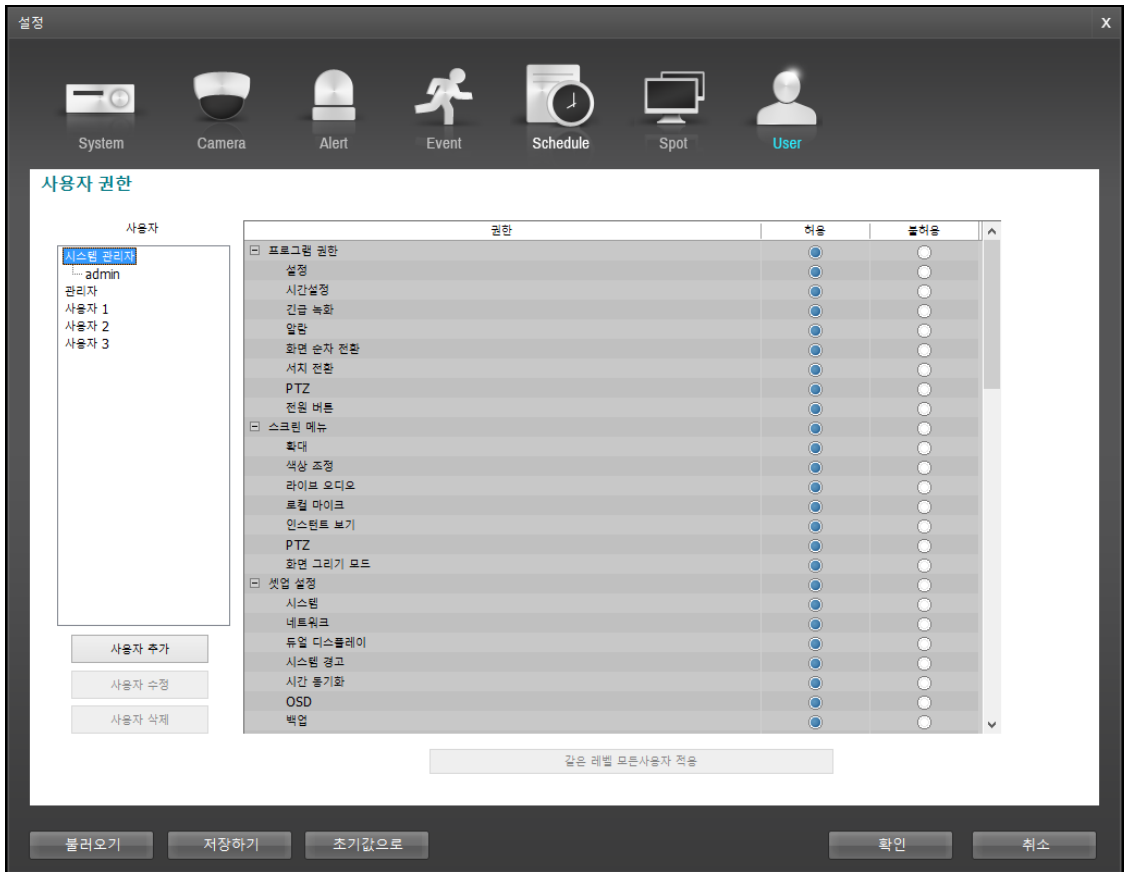 설정 X
System Camera Alert Event Schedule Spot User
사용자 권한
사용자
시스템 관리자
admin
관리자
사용자 1
사용자 2
사용자 3
사용자 추가
사용자 수정
사용자 삭제
권한 허용 불허용
프로그램 권한
설정
시간설정
긴급 녹화
알람
화면 순차 전환
서치 전환
PTZ
전원 버튼
스크린 메뉴
확대
색상 조정
라이브 오디오
로컬 마이크
인스턴트 보기
PTZ
화면 그리기 모드
셋업 설정
시스템
네트워크
듀얼 디스플레이
시스템 경고
시간 동기화
OSD
백업
같은 레벨 모든사용자 적용
불러오기 저장하기 초기값으로 확인 취소